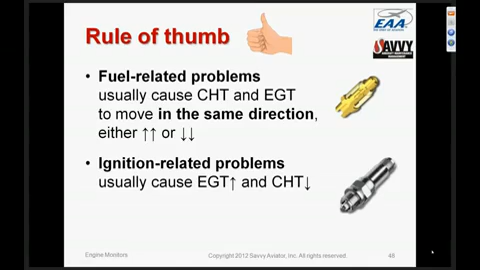 Rule of thumb
EAA
SAVVY
• Fuel-related problems
usually cause CHT and EGT
to move in the same direction,
either ↑↑ or ↓↓
• Ignition-related problems
usually cause EGT↑ and CHT↓
Engine Monitors
Copyright 2012 Savvy Aviator, Inc. All rights reserved.
48